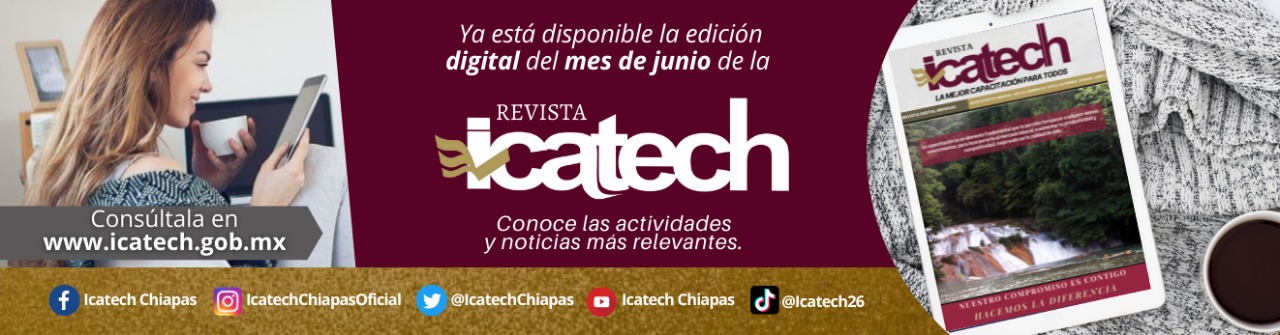 Ya está disponible la edición
digital del mes de junio de la
REVISTA
icatech
Conoce las actividades
y noticias más relevantes.
Consúltala en
www.icatech.gob.mx
REVISTA
icatech
LA MEJOR CAPACITACIÓN PARA TODOS
NUESTRO COMPROMISO ES CONTIGO
HACEMOS LA DIFERENCIA
Icatech Chiapas
IcatechChiapasOficial
@IcatechChiapas
Icatech Chiapas
@Icatech26